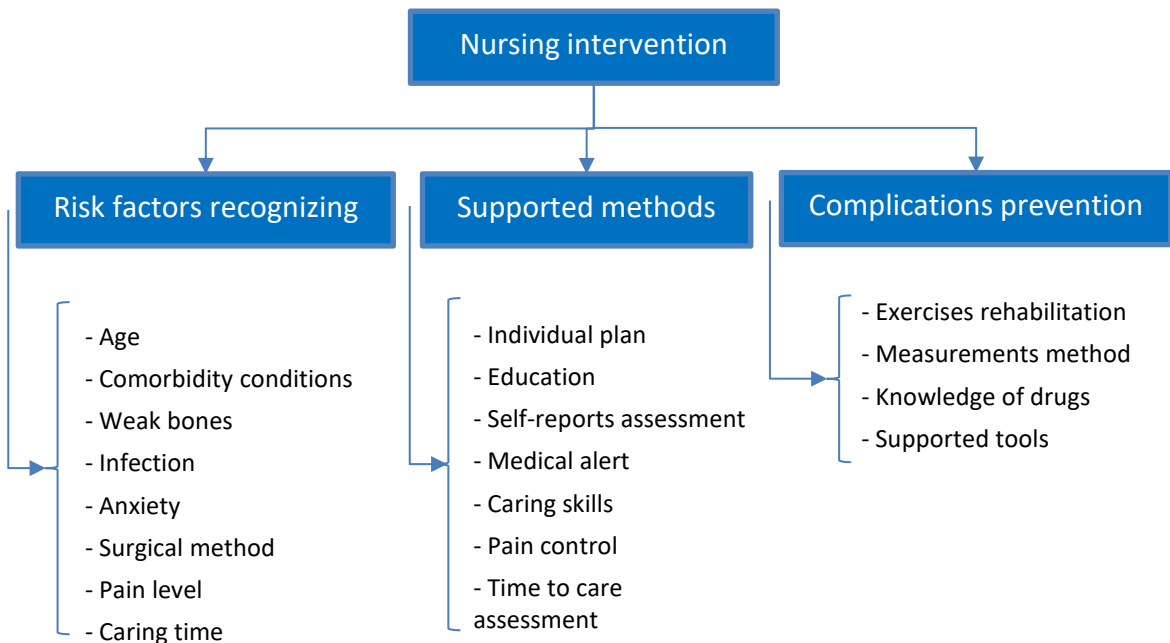 Nursing intervention
Risk factors recognizing
Supported methods
Complications prevention
- Age
- Comorbidity conditions
- Weak bones
- Infection
- Anxiety
- Surgical method
- Pain level
- Caring time
- Individual plan
- Education
- Self-reports assessment
- Medical alert
- Caring skills
- Pain control
- Time to care
assessment
- Exercises rehabilitation
- Measurements method
- Knowledge of drugs
- Supported tools